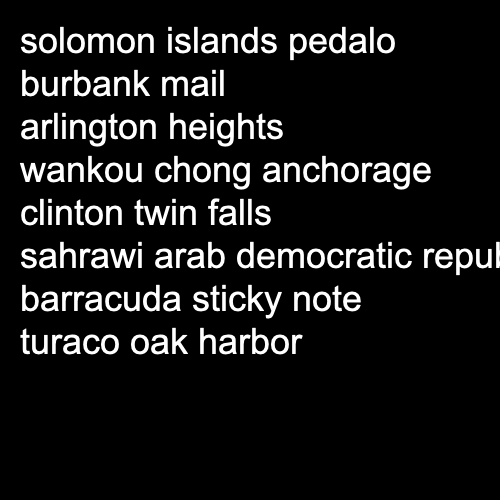 solomon islands pedalo
burbank mail
arlington heights
wankou chong anchorage
clinton twin falls
sahrawi arab democratic
barracuda sticky note
turaco oak harbor